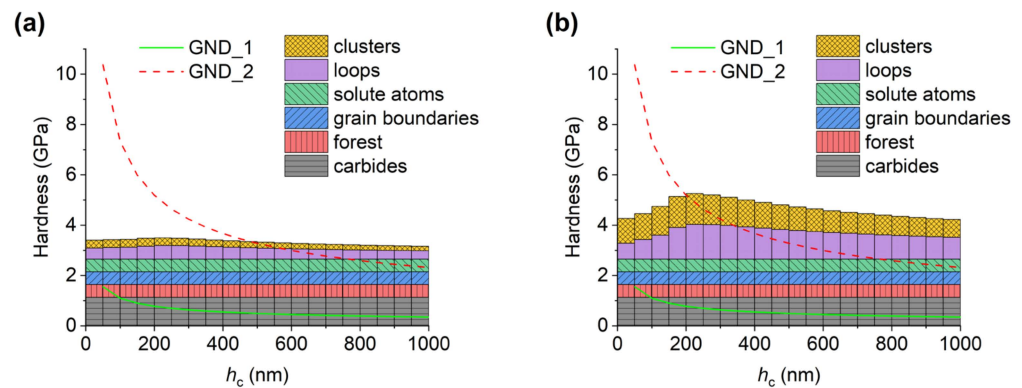 (a)
GND_1
GND_2
clusters
loops
solute atoms
grain boundaries
forest
carbides
Hardness (GPa)
10
8
6
4
2
0
0 200 400 600 800 1000
hc (nm)
(b)
GND_1
GND_2
clusters
loops
solute atoms
grain boundaries
forest
carbides
Hardness (GPa)
10
8
6
4
2
0
0 200 400 600 800 1000
hc (nm)